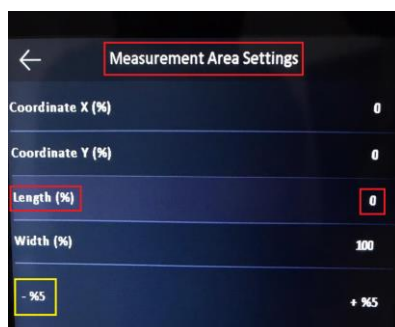 Measurement Area Settings
Coordinate X (%) 0
Coordinate Y (%) 0
Length (%) 0
Width (%) 100
- %5 + %5